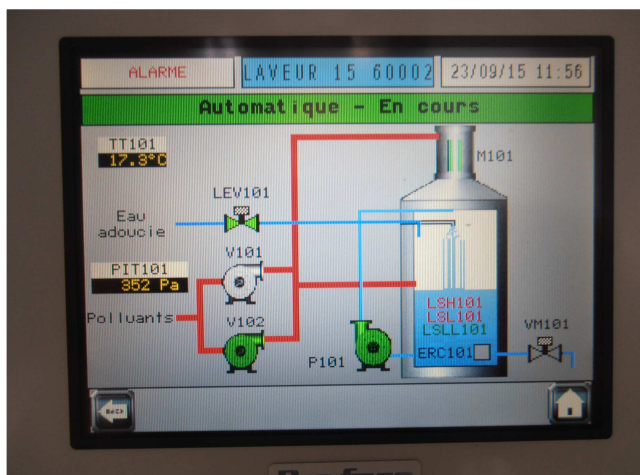 ALARME
LAVEUR 15 60002
23/09/15 11:56
Automatique - En cours
TT101
17.3°C
M101
LEV101
Eau
adoucie
V101
PIT101
352 Pa
Polluants
V102
LSH101
LSL101
LSLL101
VM101
P101
ERC101
BACK